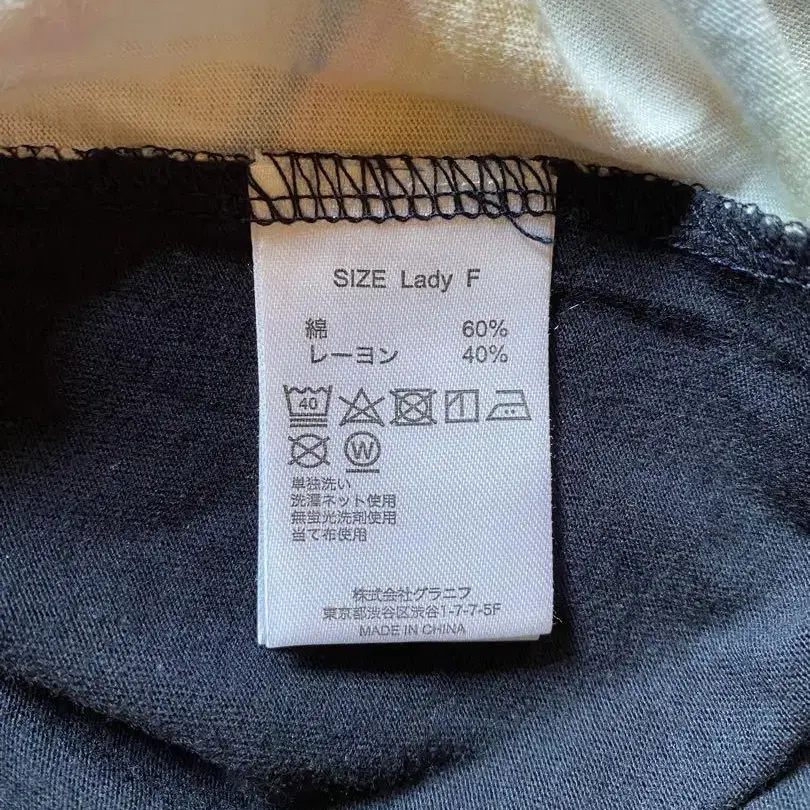 SIZE Lady F
綿 60%
レーヨン 40%
40
W
単独洗い
洗濯ネット使用
無蛍光洗剤使用
当て布使用
株式会社グラニフ
東京都渋谷区渋谷1-7-7-5F
MADE IN CHINA